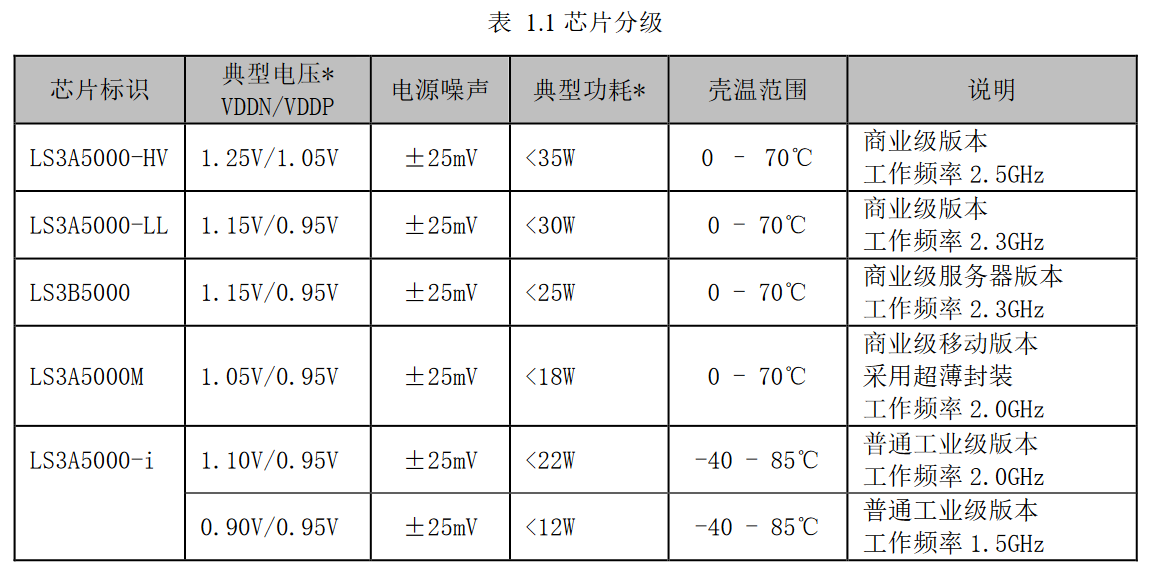 表 1.1 芯片分级
芯片标识 典型电压* 电源噪声 典型功耗* 壳温范围 说明
VDDN/VDDP
LS3A5000-HV 1.25V/1.05V ±25mV <35W 0 - 70℃ 商业级版本
工作频率 2.5GHz
LS3A5000-LL 1.15V/0.95V ±25mV <30W 0 - 70℃ 商业级版本
工作频率 2.3GHz
LS3B5000 1.15V/0.95V ±25mV <25W 0 - 70℃ 商业级服务器版本
工作频率 2.3GHz
LS3A5000M 1.05V/0.95V ±25mV <18W 0 - 70℃ 商业级移动版本
采用超薄封装
工作频率 2.0GHz
LS3A5000-i 1.10V/0.95V ±25mV <22W -40 - 85℃ 普通工业级版本
工作频率 2.0GHz
0.90V/0.95V ±25mV <12W -40 - 85℃ 普通工业级版本
工作频率 1.5GHz